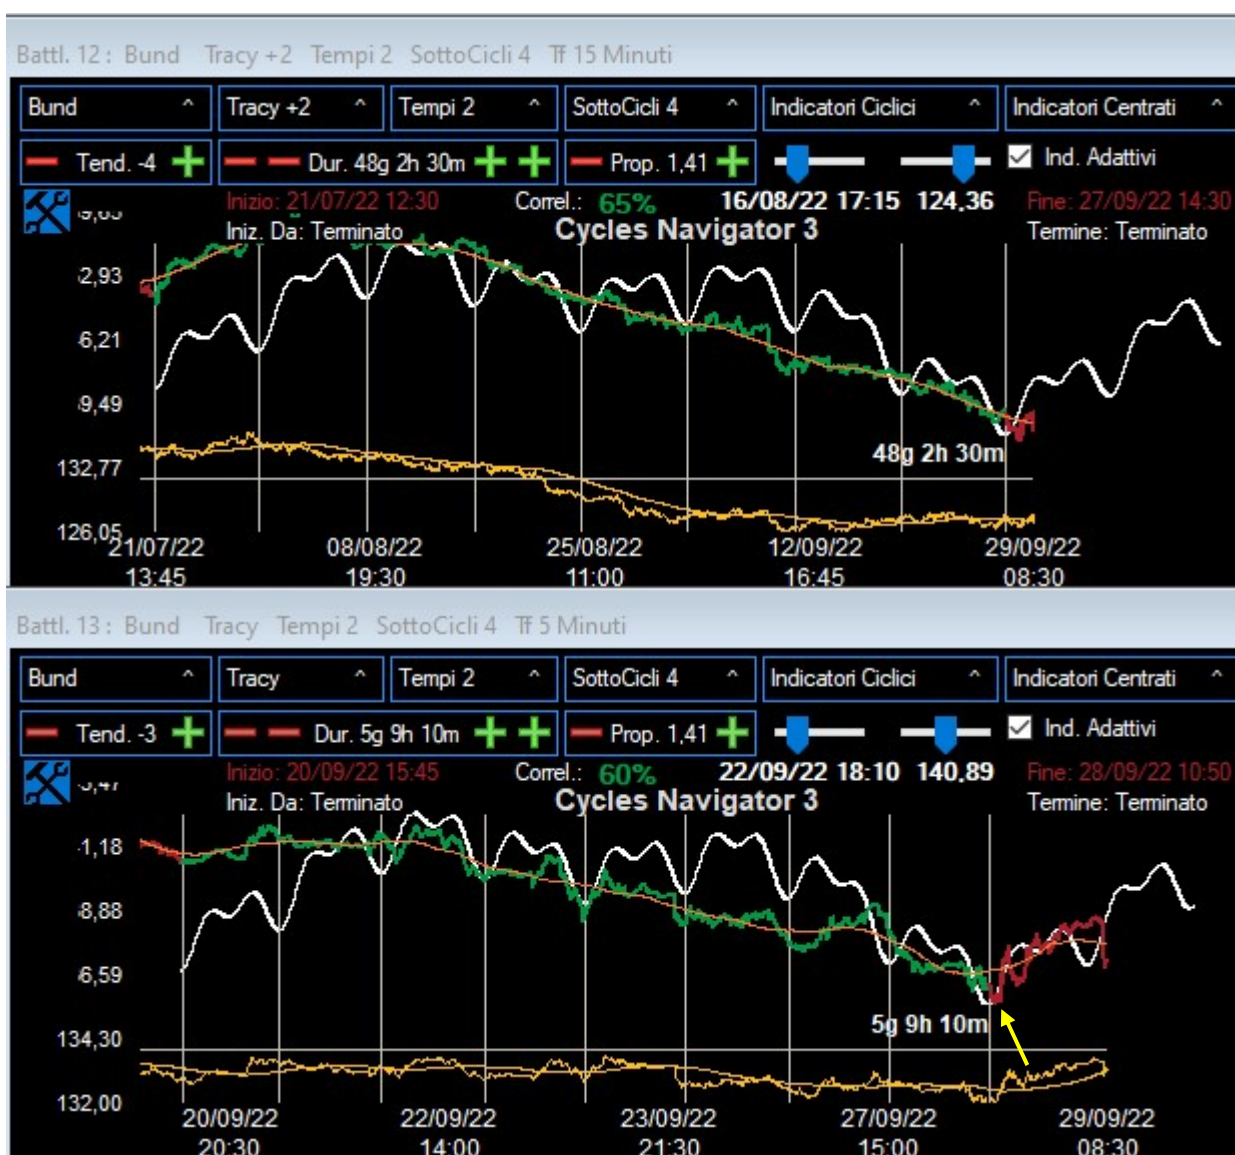 Battl. 12 : Bund Tracy +2 Tempi 2 SottoCicli 4 Tf 15 Minuti
Bund ^ Tracy +2 ^ Tempi 2 ^ SottoCicli 4 ^ Indicatori Ciclici ^ Indicatori Centrati ^
Tend. -4 Dur. 48g 2h 30m Prop. 1,41 Ind. Adattivi
Inizio: 21/07/22 12:30 Correl.: 65% 16/08/22 17:15 124,36 Fine: 27/09/22 14:30
Iniz. Da: Terminato Cycles Navigator 3 Termine: Terminato
2,93
6,21
9,49
48g 2h 30m
132,77
126,05
21/07/22 08/08/22 25/08/22 12/09/22 29/09/22
13:45 19:30 11:00 16:45 08:30
Battl. 13 : Bund Tracy Tempi 2 SottoCicli 4 Tf 5 Minuti
Bund ^ Tracy ^ Tempi 2 ^ SottoCicli 4 ^ Indicatori Ciclici ^ Indicatori Centrati ^
Tend. -3 Dur. 5g 9h 10m Prop. 1,41 Ind. Adattivi
Inizio: 20/09/22 15:45 Correl.: 60% 22/09/22 18:10 140,89 Fine: 28/09/22 10:50
Iniz. Da: Terminato Cycles Navigator 3 Termine: Terminato
1,18
8,88
6,59
5g 9h 10m
134,30
132,00
20/09/22 22/09/22 23/09/22 27/09/22 29/09/22
20:30 14:00 21:30 15:00 08:30